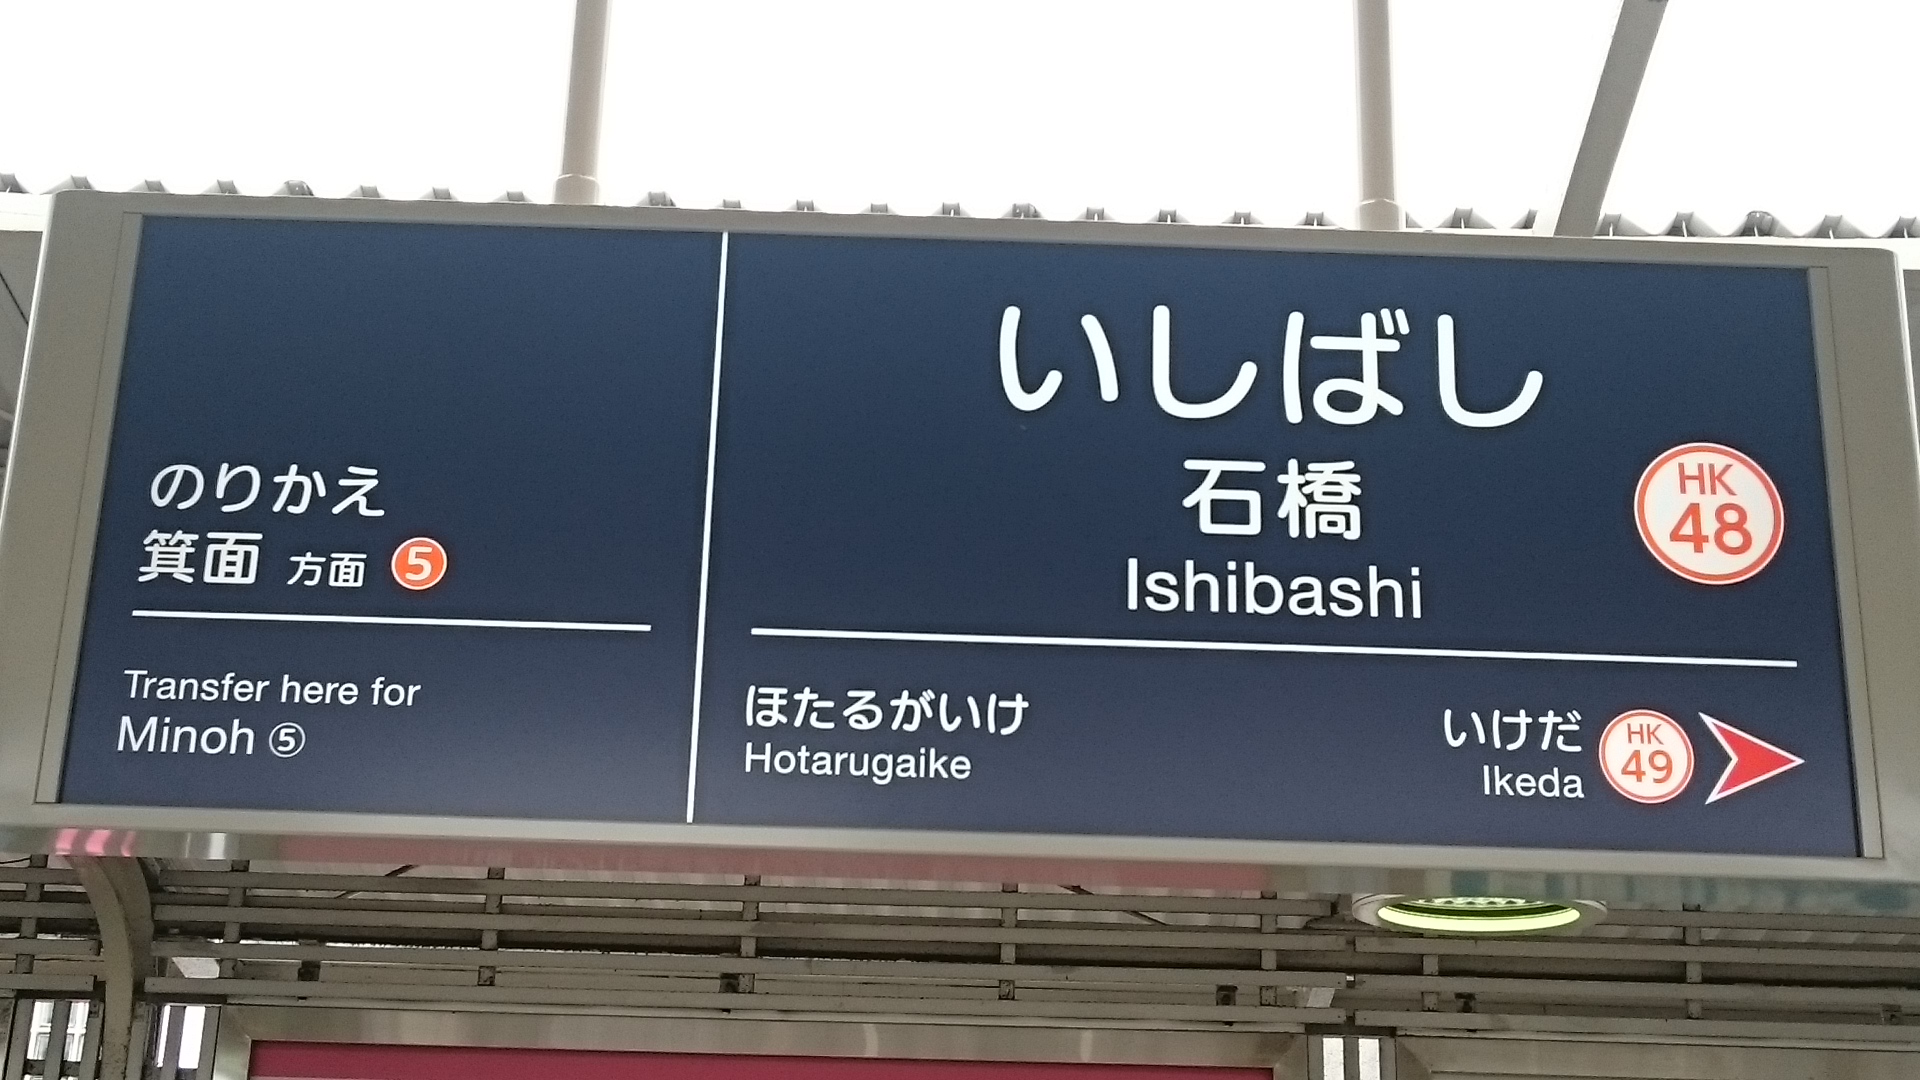 のりかえ
箕面 方面 5
Transfer here for
Minoh ⑤
いしばし
石橋
Ishibashi
HK
48
ほたるがいけ
Hotarugaike
いけだ
Ikeda
HK
49